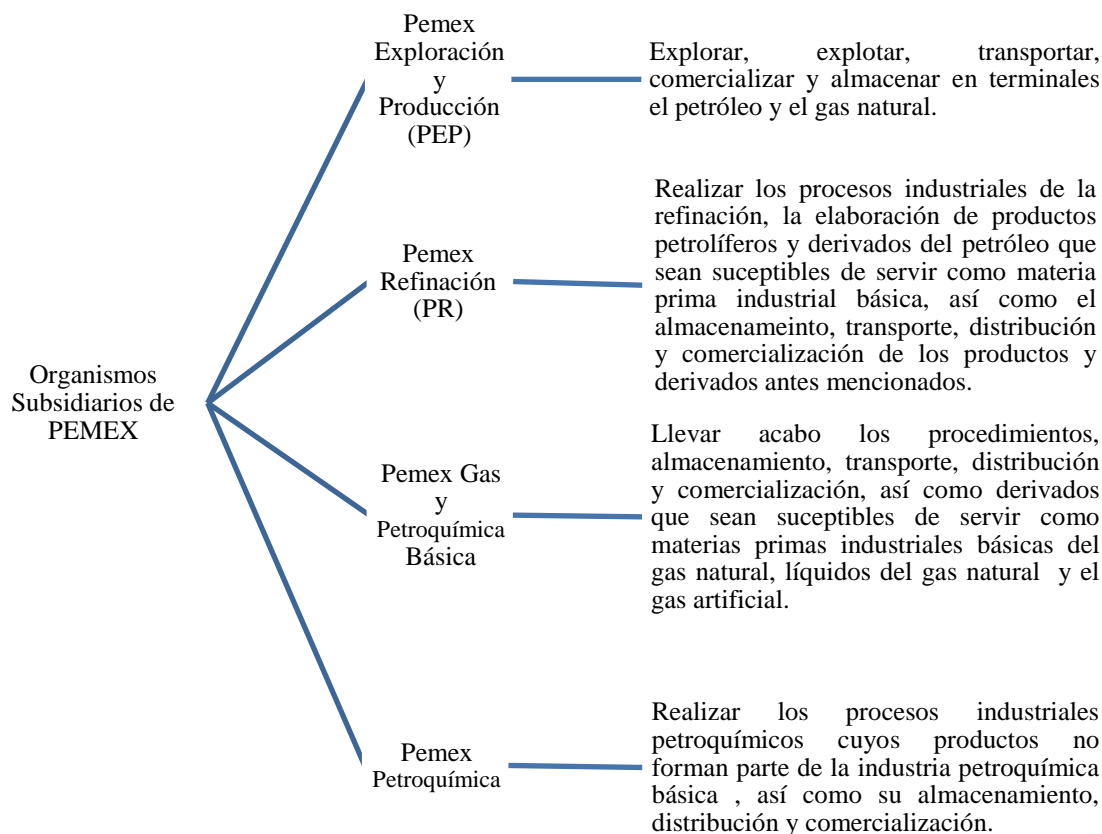 Organismos
Subsidiarios de
PEMEX
Pemex
Exploración
y
Producción
(PEP)
Explorar, explotar, transportar,
comercializar y almacenar en terminales
el petróleo y el gas natural.
Pemex
Refinación
(PR)
Realizar los procesos industriales de la
refinación, la elaboración de productos
petrolíferos y derivados del petróleo que
sean suceptibles de servir como materia
prima industrial básica, así como el
almacenameinto, transporte, distribución
y comercialización de los productos y
derivados antes mencionados.
Pemex Gas
y
Petroquímica
Básica
Llevar acabo los procedimientos,
almacenamiento, transporte, distribución
y comercialización, así como derivados
que sean suceptibles de servir como
materias primas industriales básicas del
gas natural, líquidos del gas natural y el
gas artificial.
Pemex
Petroquímica
Realizar los procesos industriales
petroquímicos cuyos productos no
forman parte de la industria petroquímica
básica , así como su almacenamiento,
distribución y comercialización.